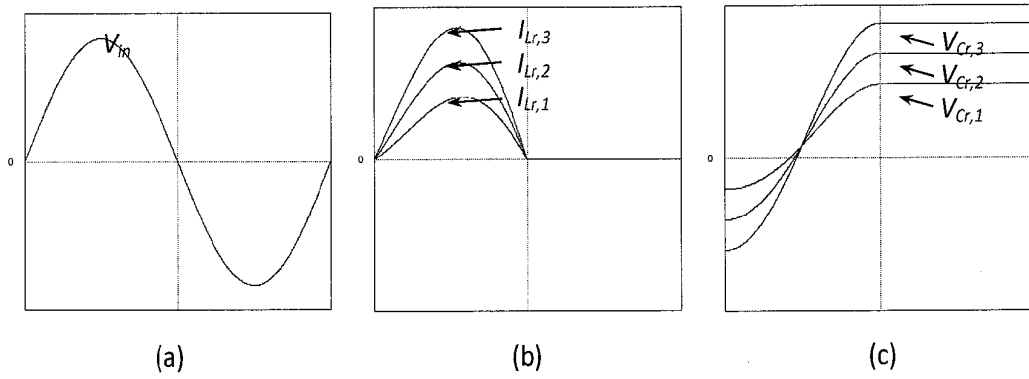 V_in
0
(a)
I_Lr,3
I_Lr,2
I_Lr,1
0
(b)
V_Cr,3
V_Cr,2
V_Cr,1
0
(c)